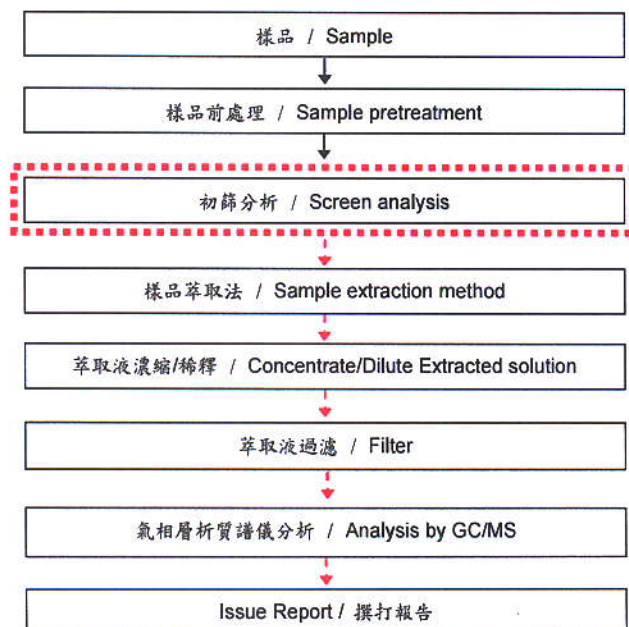 樣品 / Sample
樣品前處理 / Sample pretreatment
初篩分析 / Screen analysis
樣品萃取法 / Sample extraction method
萃取液濃縮/稀釋 / Concentrate/Dilute Extracted solution
萃取液過濾 / Filter
氣相層析質譜儀分析 / Analysis by GC/MS
Issue Report / 撰打報告